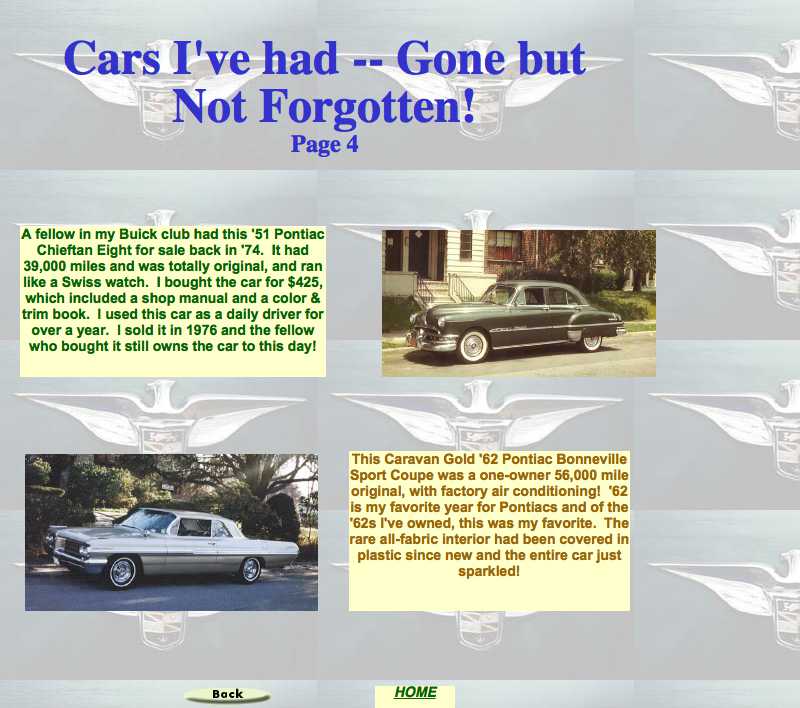 Cars I've had -- Gone but
Not Forgotten!
Page 4
A fellow in my Buick club had this '51 Pontiac
Chieftan Eight for sale back in '74.  It had
39,000 miles and was totally original, and ran
like a Swiss watch.  I bought the car for $425,
which included a shop manual and a color &
trim book.  I used this car as a daily driver for
over a year.  I sold it in 1976 and the fellow
who bought it still owns the car to this day!
This Caravan Gold '62 Pontiac Bonneville
Sport Coupe was a one-owner 56,000 mile
original, with factory air conditioning!  '62
is my favorite year for Pontiacs and of the
'62s I've owned, this was my favorite.  The
rare all-fabric interior had been covered in
plastic since new and the entire car just
sparkled!
Back
HOME